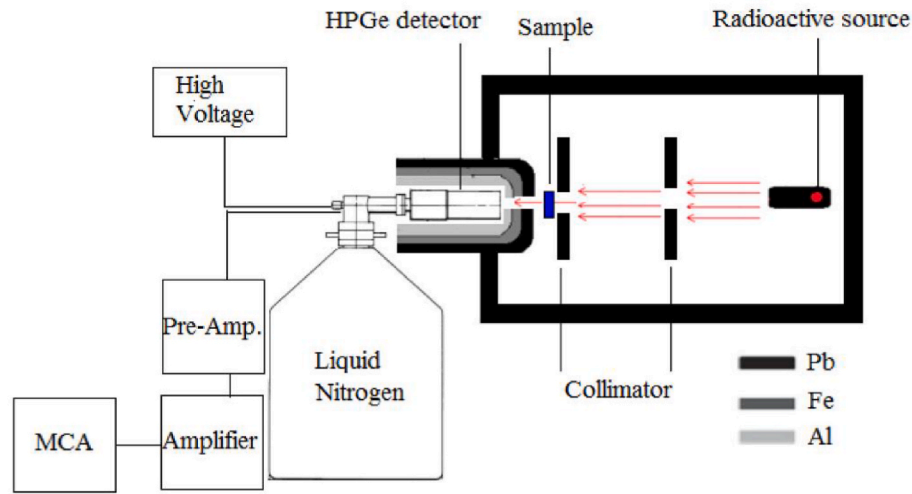 HPGe detector
Sample
Radioactive source
High
Voltage
Pre-Amp.
Liquid
Nitrogen
Collimator
Pb
Fe
Al
MCA
Amplifier